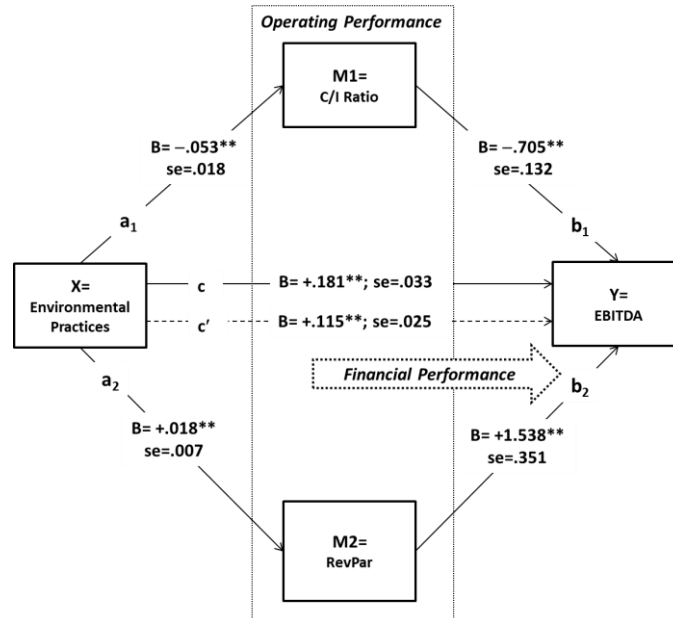 Operating Performance
M1=
C/I Ratio
B= −.053**
se=.018
B= −.705**
se=.132
a₁
b₁
X=
Environmental
Practices
c
B= +.181**; se=.033
c′
B= +.115**; se=.025
Y=
EBITDA
Financial Performance
a₂
b₂
B= +.018**
se=.007
B= +1.538**
se=.351
M2=
RevPar